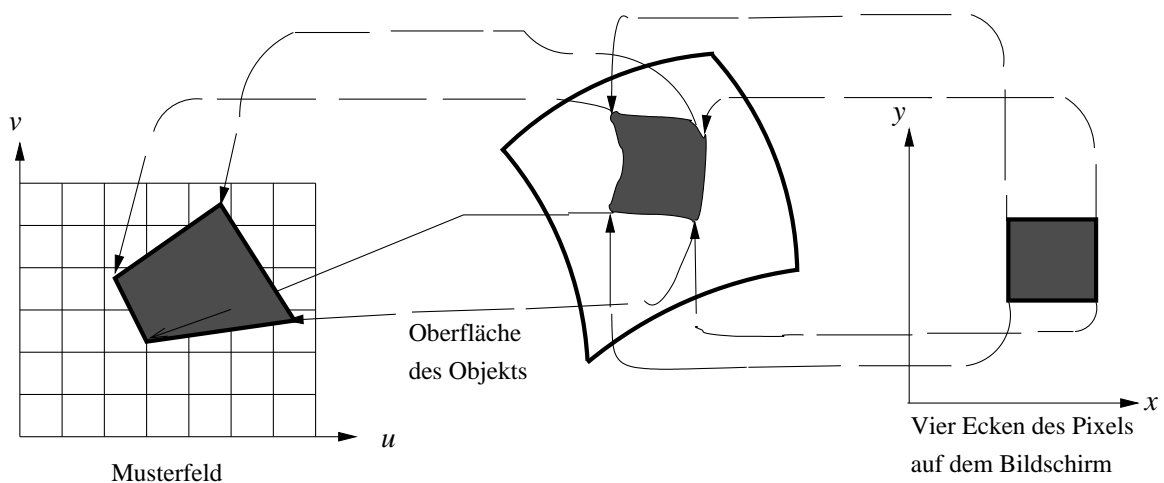 v
u
Musterfeld
Oberfläche
des Objekts
y
x
Vier Ecken des Pixels
auf dem Bildschirm